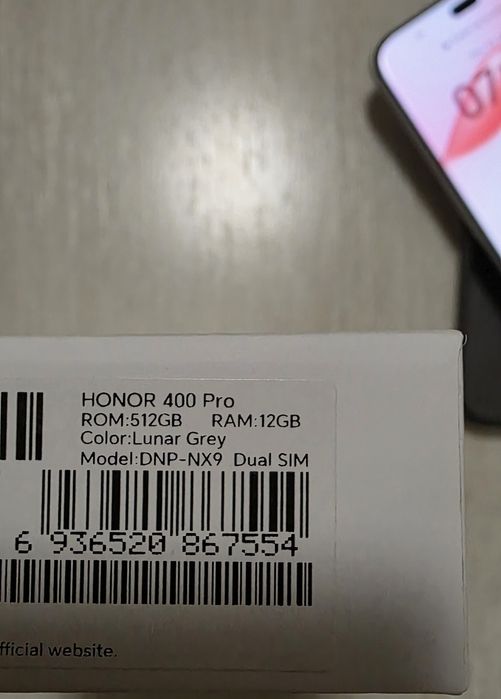 07
HONOR 400 Pro
ROM:512GB RAM:12GB
Color:Lunar Grey
Model:DNP-NX9 Dual SIM
6 936520 867554
fficial website.